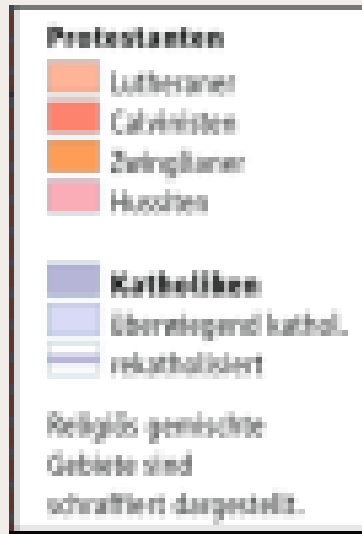 Protestanten
Lutheraner
Calvinisten
Zwinglianer
Hussiten
Katholiken
überwiegend kathol.
rekatholisiert
Religiös gemischte
Gebiete sind
schraffiert dargestellt.